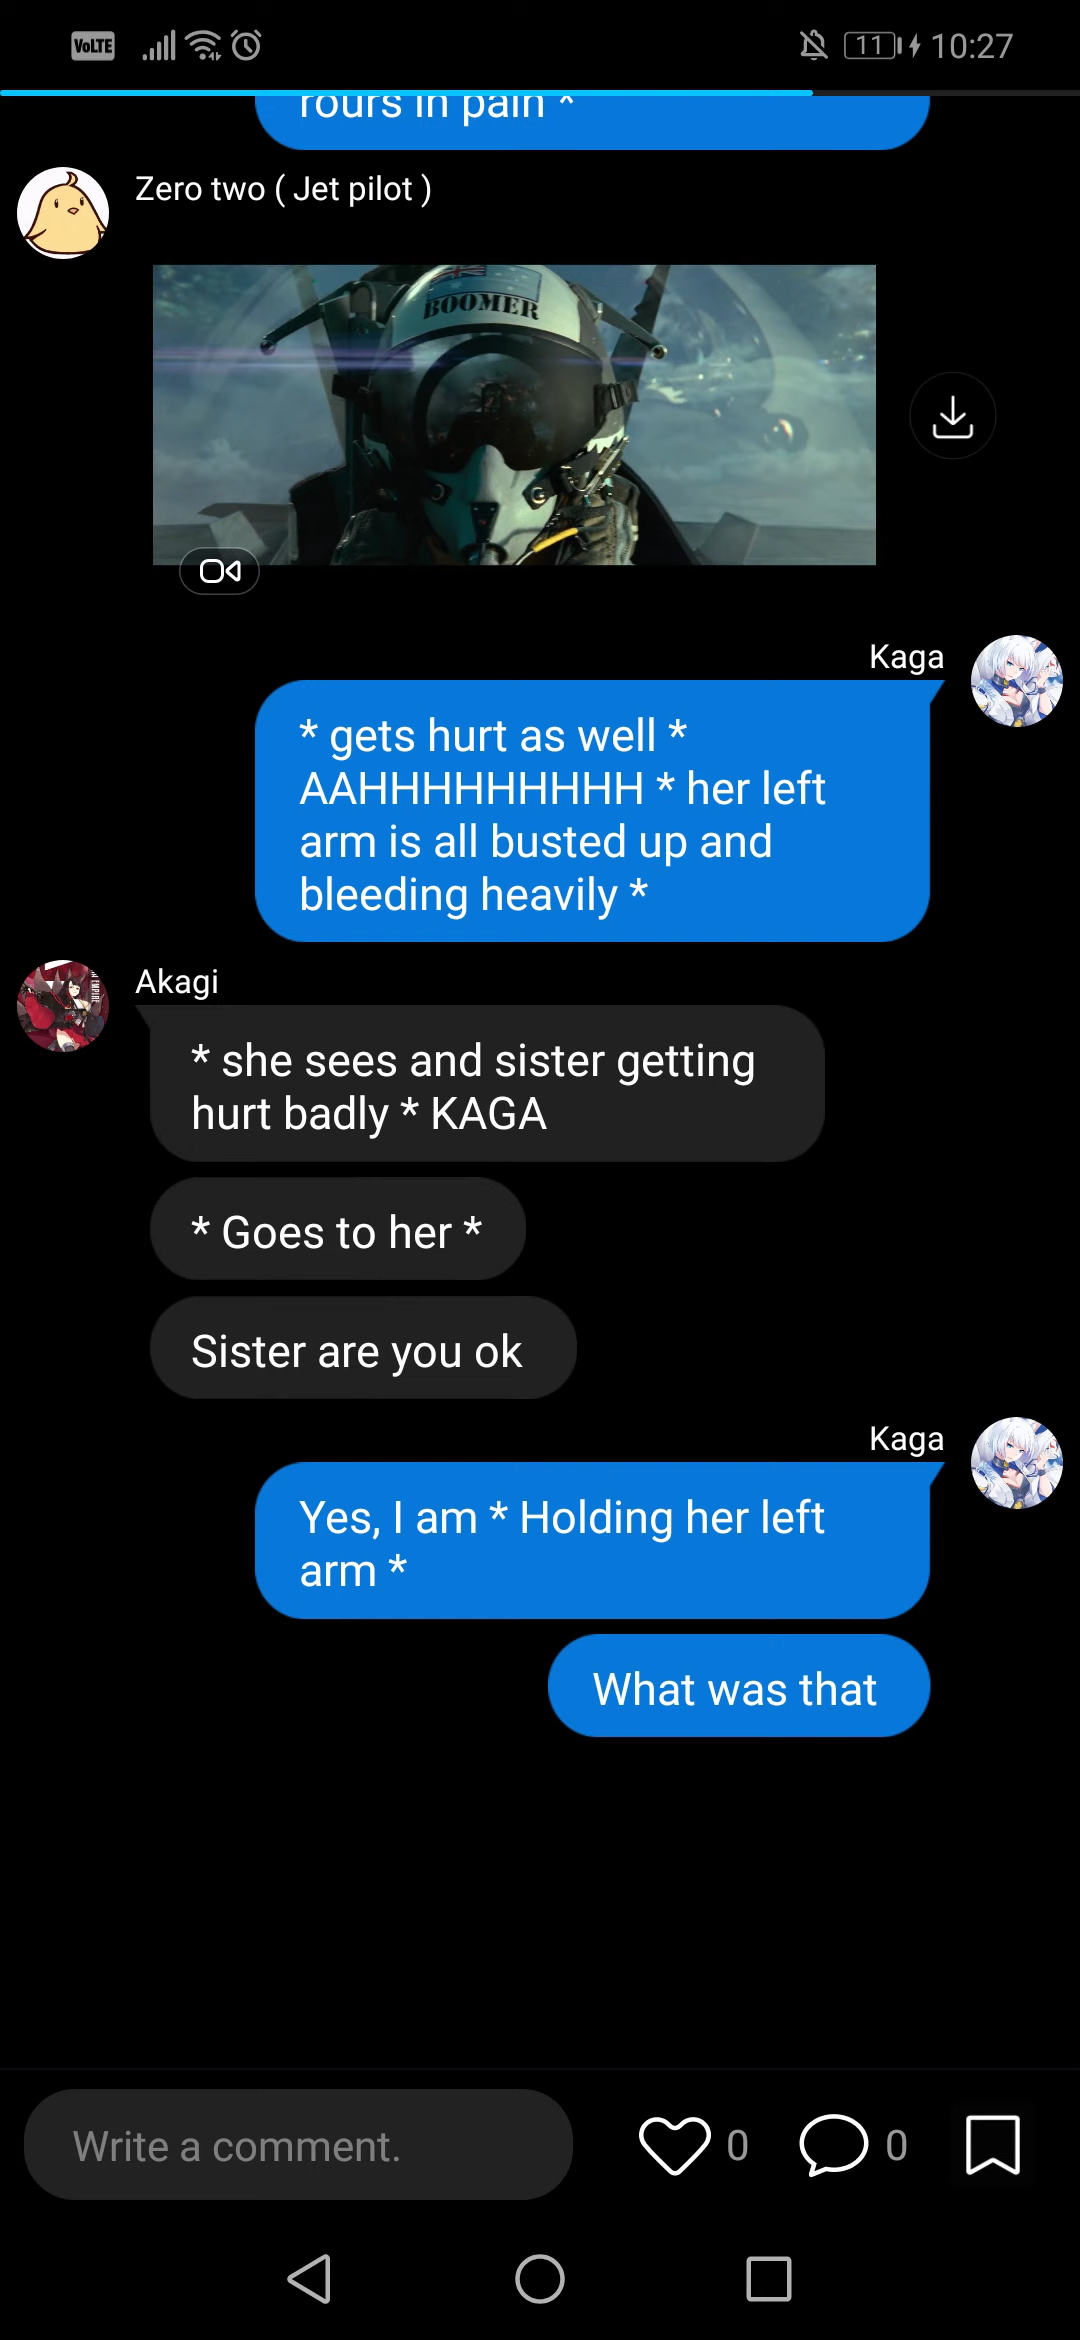 VoLTE
11 10:27
rours in pain *
Zero two ( Jet pilot )
BOOMER
Kaga
* gets hurt as well *
AAHHHHHHHHH * her left
arm is all busted up and
bleeding heavily *
Akagi
* she sees and sister getting
hurt badly * KAGA
* Goes to her *
Sister are you ok
Kaga
Yes, I am * Holding her left
arm *
What was that
Write a comment.
0
0